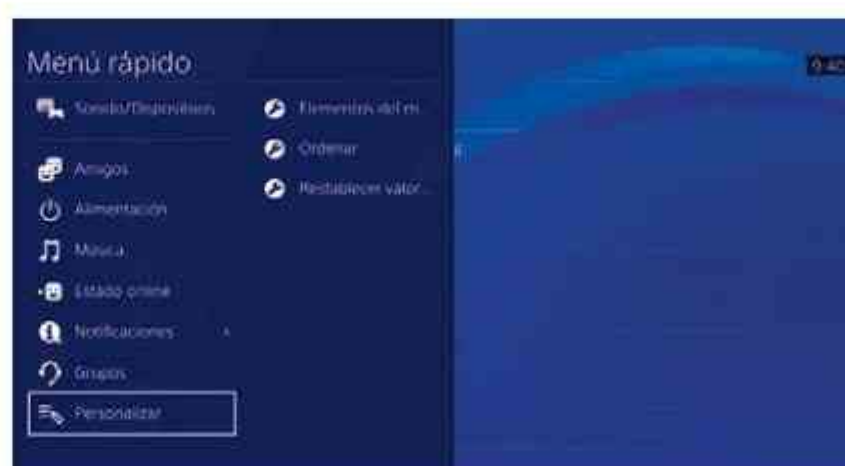 Menú rápido
Sonido/Dispositivos
Amigos
Alimentación
Música
Estado online
Notificaciones
Grupos
Personalizar
Elementos del m...
Ordenar
Restablecer valor...
9:40